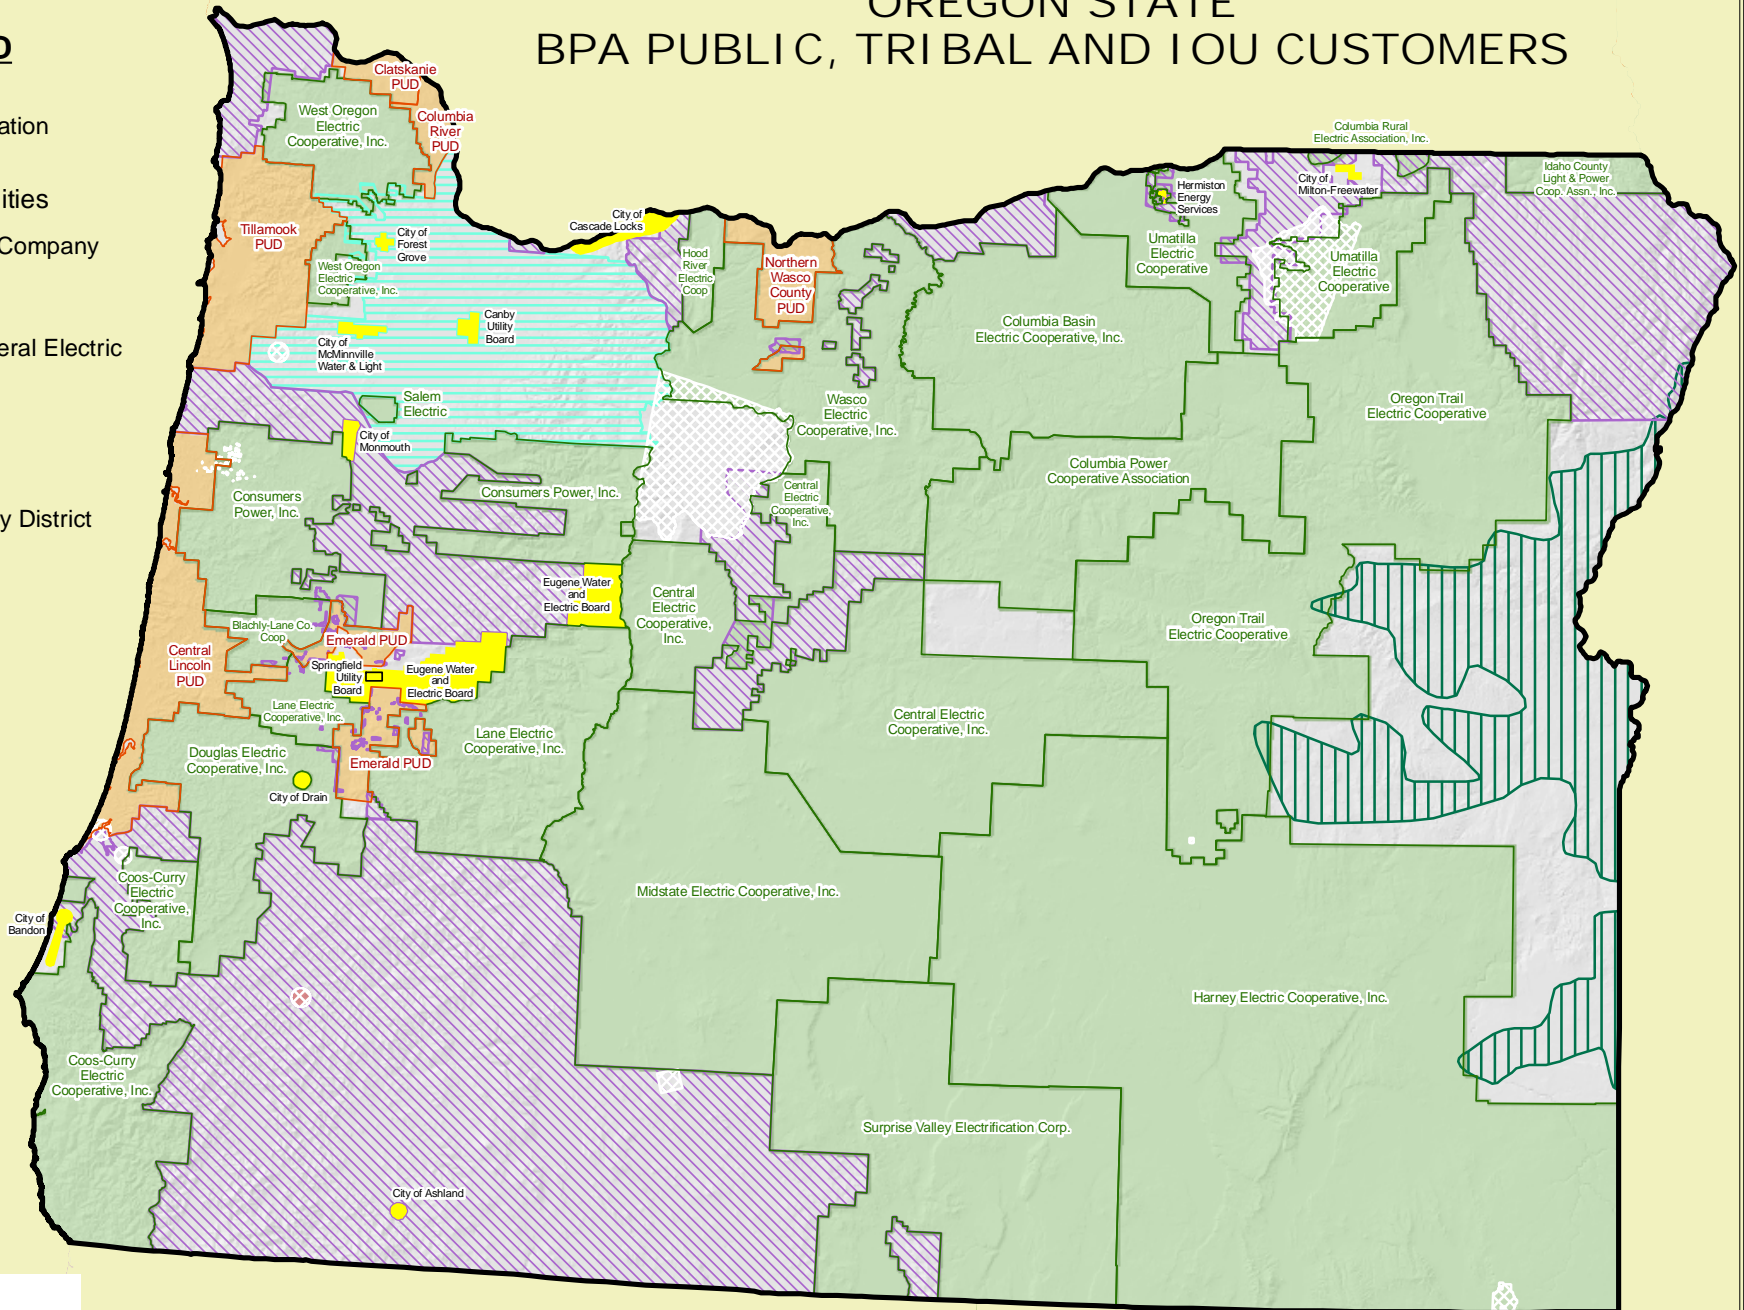 OREGON STATE
BPA PUBLIC, TRIBAL AND IOU CUSTOMERS
D
ation
ities
Company
eral Electric
y District
Clatskanie
PUD
West Oregon
Electric
Cooperative, Inc.
Columbia
River
PUD
Columbia Rural
Electric Association, Inc.
Idaho County
Light & Power
Coop. Assn., Inc.
City of
Milton-Freewater
Hermiston
Energy
Services
City of
Cascade Locks
Tillamook
PUD
City of
Forest
Grove
West Oregon
Electric
Cooperative, Inc.
Hood
River
Electric
Coop
Northern
Wasco
County
PUD
Umatilla
Electric
Cooperative
Umatilla
Electric
Cooperative
Canby
Utility
Board
City of
McMinnville
Water & Light
Columbia Basin
Electric Cooperative, Inc.
Salem
Electric
Wasco
Electric
Cooperative, Inc.
Oregon Trail
Electric Cooperative
City of
Monmouth
Consumers
Power, Inc.
Consumers Power, Inc.
Central
Electric
Cooperative,
Inc.
Columbia Power
Cooperative Association
Eugene Water
and
Electric Board
Central
Electric
Cooperative,
Inc.
Oregon Trail
Electric Cooperative
Blachly-Lane Co.
Coop
Emerald PUD
Central
Lincoln
PUD
Springfield
Utility
Board
Eugene Water
and
Electric Board
Lane Electric
Cooperative, Inc.
Lane Electric
Cooperative, Inc.
Central Electric
Cooperative, Inc.
Douglas Electric
Cooperative, Inc.
Emerald PUD
City of Drain
Coos-Curry
Electric
Cooperative,
Inc.
Midstate Electric Cooperative, Inc.
City of
Bandon
Harney Electric Cooperative, Inc.
Coos-Curry
Electric
Cooperative, Inc.
Surprise Valley Electrification Corp.
City of Ashland